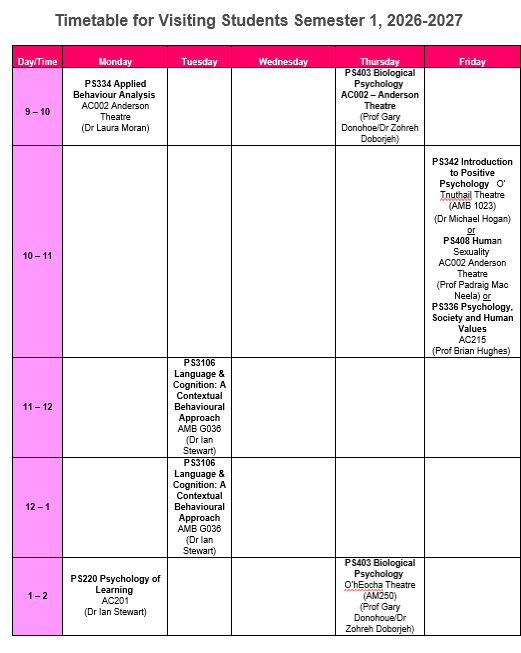 Timetable for Visiting Students Semester 1, 2026-2027
Day/Time Monday Tuesday Wednesday Thursday Friday
9 – 10
PS334 Applied
Behaviour Analysis
AC002 Anderson
Theatre
(Dr Laura Moran)
PS403 Biological
Psychology
AC002 – Anderson
Theatre
(Prof Gary
Donohoe/Dr Zohreh
Doborjeh)
10 – 11
PS342 Introduction
to Positive
Psychology O'
Tnuthail Theatre
(AMB 1023)
(Dr Michael Hogan)
or
PS408 Human
Sexuality
AC002 Anderson
Theatre
(Prof Padraig Mac
Neela) or
PS336 Psychology,
Society and Human
Values
AC215
(Prof Brian Hughes)
11 – 12
PS3106
Language &
Cognition: A
Contextual
Behavioural
Approach
AMB G036
(Dr Ian
Stewart)
12 – 1
PS3106
Language &
Cognition: A
Contextual
Behavioural
Approach
AMB G036
(Dr Ian
Stewart)
1 – 2
PS220 Psychology of
Learning
AC201
(Dr Ian Stewart)
PS403 Biological
Psychology
O'hEocha Theatre
(AM250)
(Prof Gary
Donohoue/Dr
Zohreh Doborjeh)